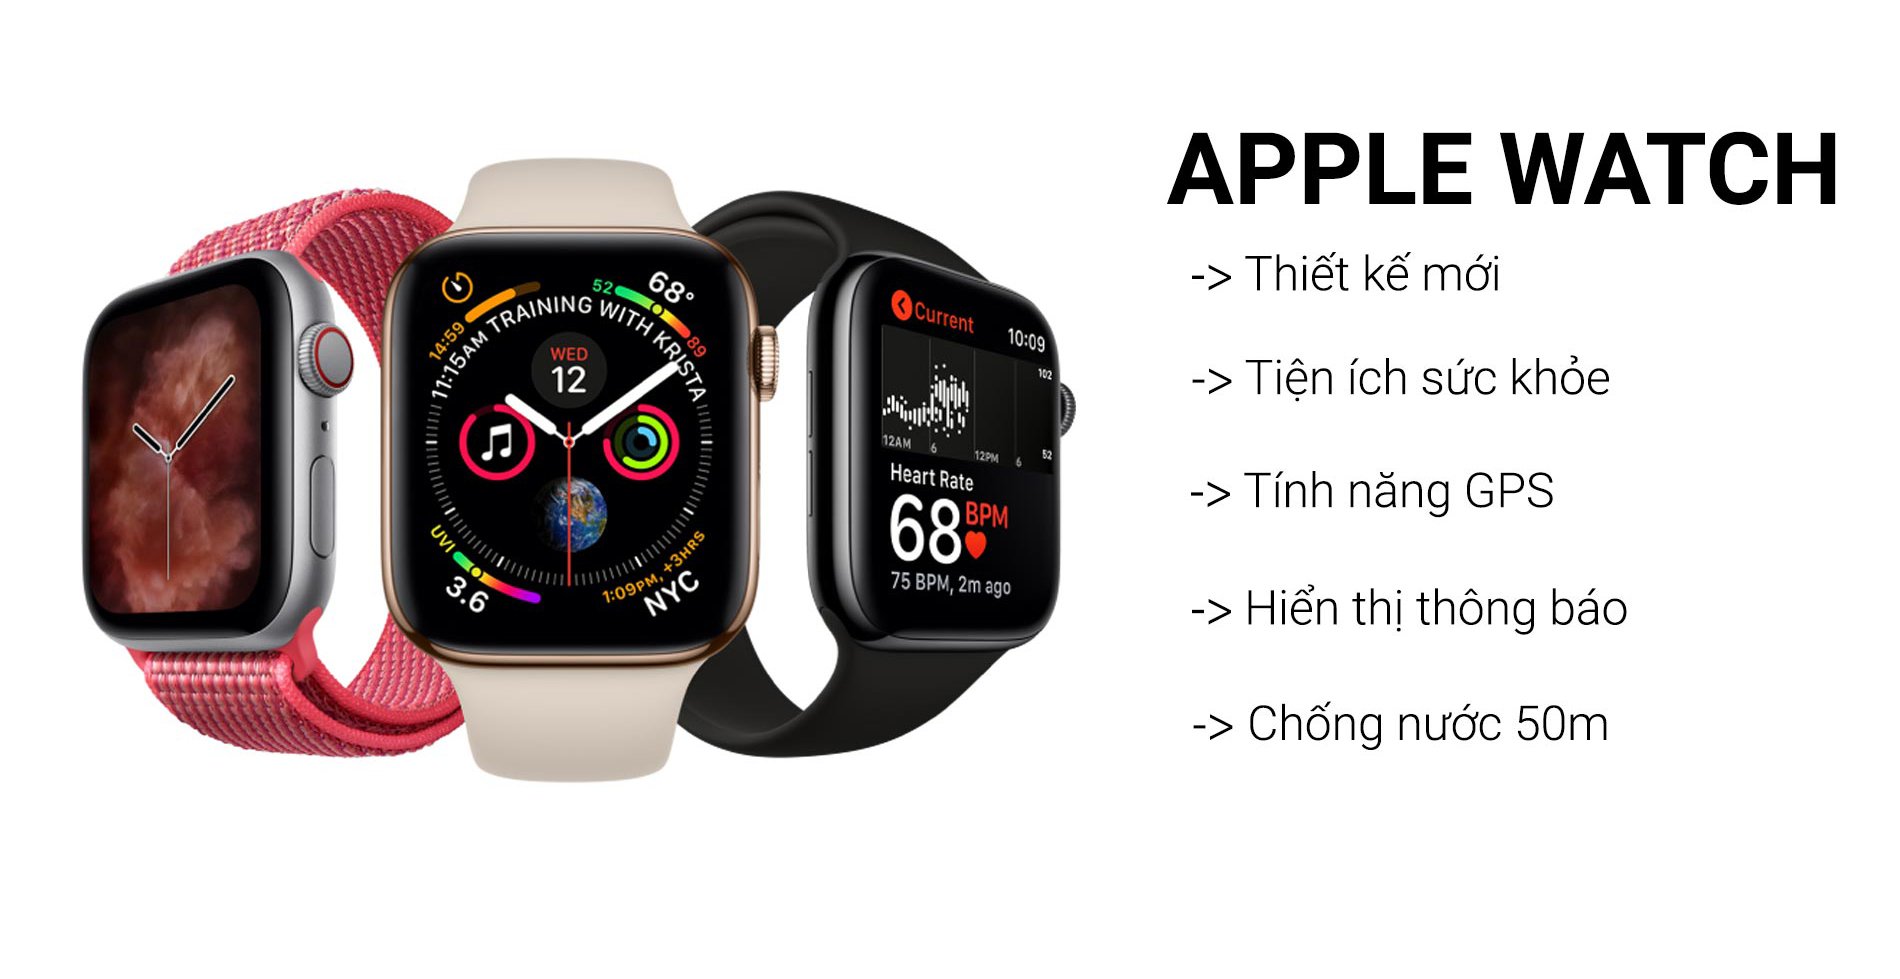 APPLE WATCH
-> Thiết kế mới
-> Tiện ích sức khỏe
-> Tính năng GPS
-> Hiển thị thông báo
-> Chống nước 50m
14:59
52
68°
89
11:15AM TRAINING WITH KRISTA
WED
12
UVI
3.6
1:09PM, +3HRS
NYC
Current
10:09
102
52
12AM
6
12PM
6
Heart Rate
68 BPM
75 BPM, 2m ago